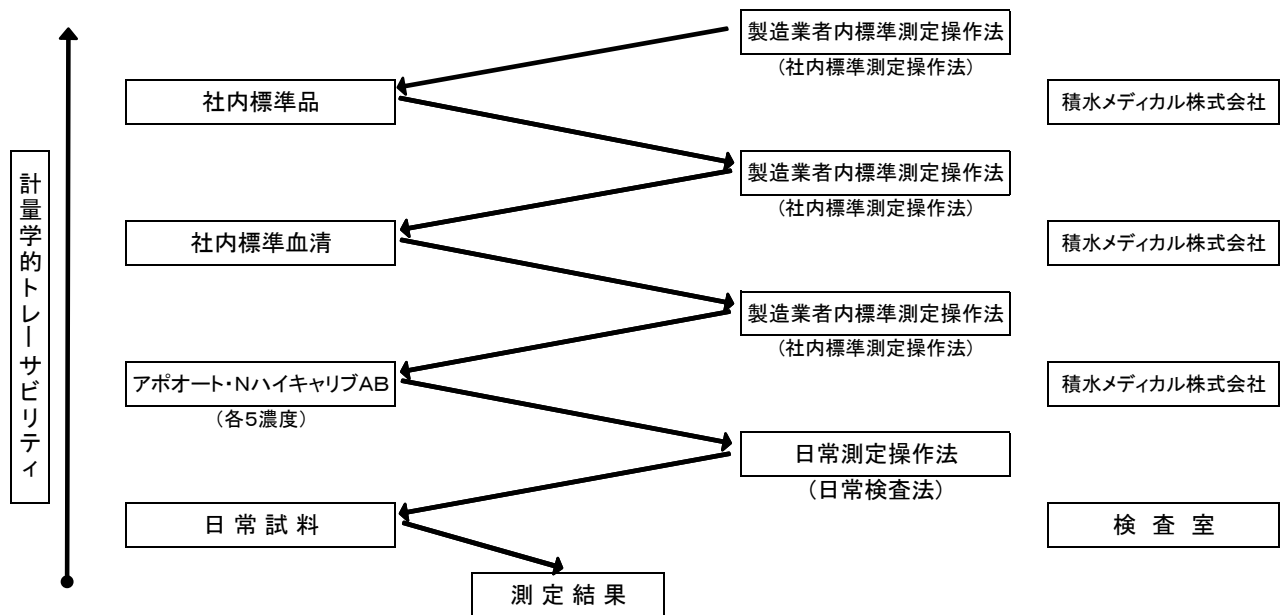 製造業者内標準測定操作法
(社内標準測定操作法)
社内標準品
積水メディカル株式会社
製造業者内標準測定操作法
(社内標準測定操作法)
計量学的トレーサビリティ
社内標準血清
積水メディカル株式会社
製造業者内標準測定操作法
(社内標準測定操作法)
アポオート・NハイキャリブAB
(各5濃度)
積水メディカル株式会社
日常測定操作法
(日常検査法)
日常試料
検査室
測定結果